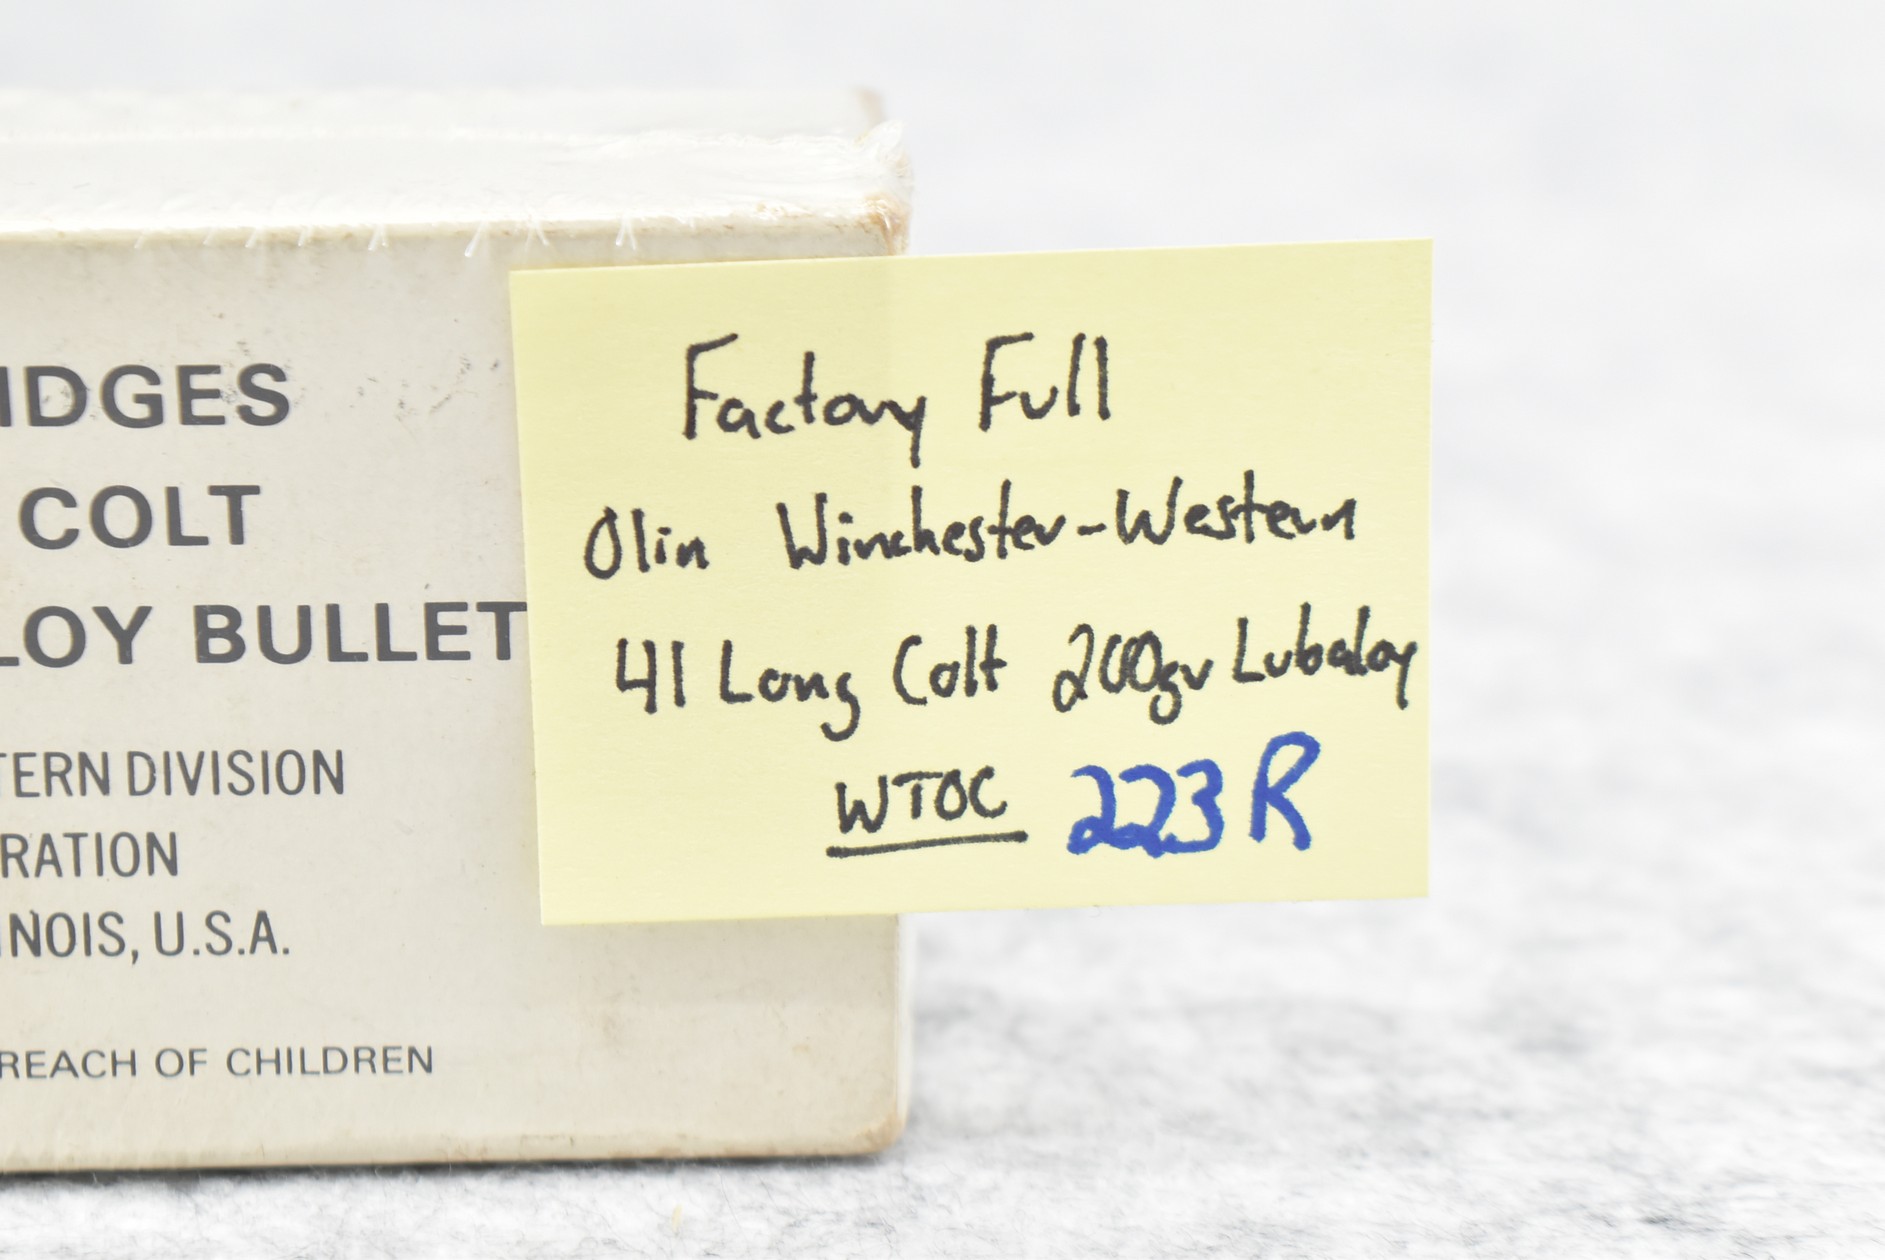 IDGES
COLT
LOY BULLET
TERN DIVISION
RATION
INOIS, U.S.A.
REACH OF CHILDREN
Factory Full
Olin Winchester-Western
41 Long Colt 200gr Lubaloy
WTOC 223R